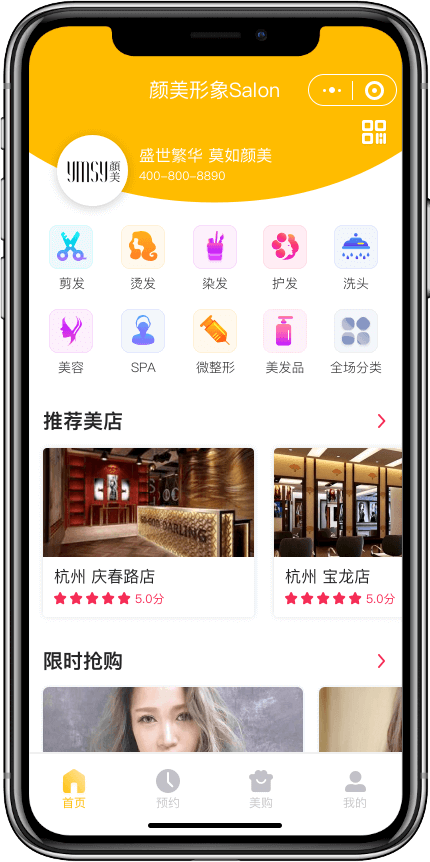 颜美形象Salon
盛世繁华 莫如颜美
400-800-8890
ymsy 颜美
剪发 烫发 染发 护发 洗头
美容 SPA 微整形 美发品 全场分类
推荐美店
DARLING
杭州 庆春路店 杭州 宝龙店
5.0分 5.0分
限时抢购
首页 预约 美购 我的